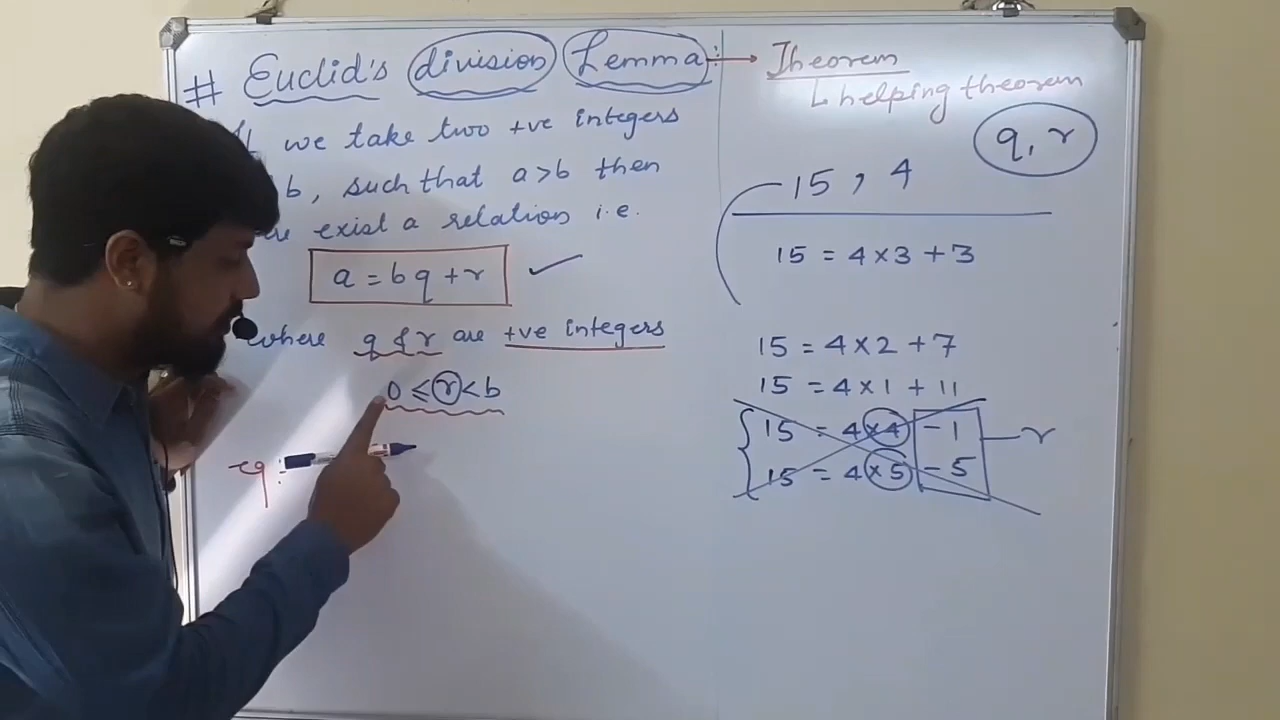 # Euclid's division Lemma : → Theorem
↳ helping theorem
we take two +ve integers
b, such that a>b then
exist a relation i.e.
a = bq + r ✓
where q & r are +ve integers
0 ≤ r < b
eg :
q, r
15 , 4
15 = 4×3 + 3
15 = 4×2 + 7
15 = 4×1 + 11
15 = 4×4 - 1
15 = 4×5 - 5
r